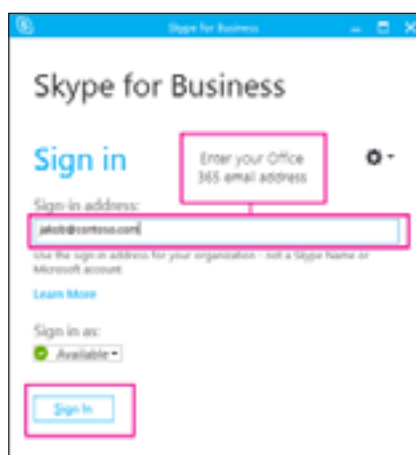 Skype for Business
Skype for Business
Sign in
Enter your Office
365 email address
Sign-in address:
jakob@contoso.com
Use the sign in address for your organization - not a Skype Name or
Microsoft account
Learn More
Sign in as:
Available
Sign In